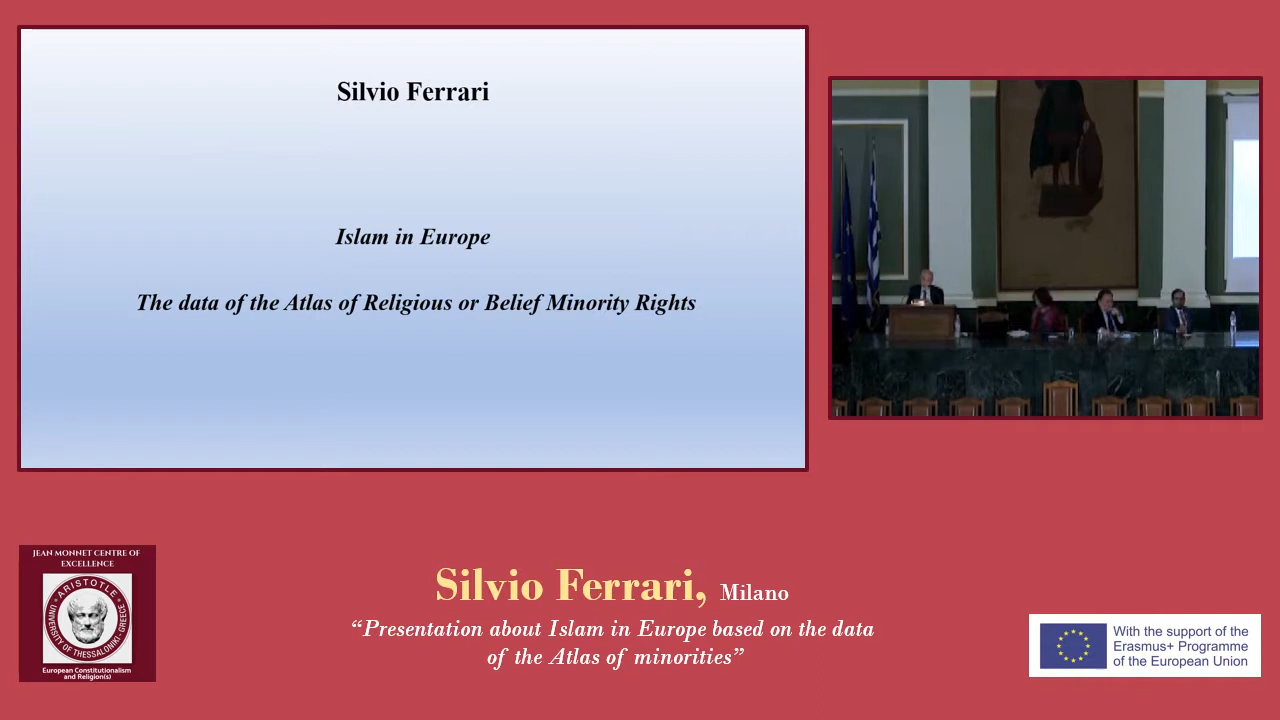 Silvio Ferrari
Islam in Europe
The data of the Atlas of Religious or Belief Minority Rights
JEAN MONNET CENTRE OF
EXCELLENCE
ARISTOTLE
UNIVERSITY OF THESSALONIKI - GREECE
European Constitutionalism
and Religion(s)
Silvio Ferrari, Milano
“Presentation about Islam in Europe based on the data
of the Atlas of minorities”
With the support of the
Erasmus+ Programme
of the European Union